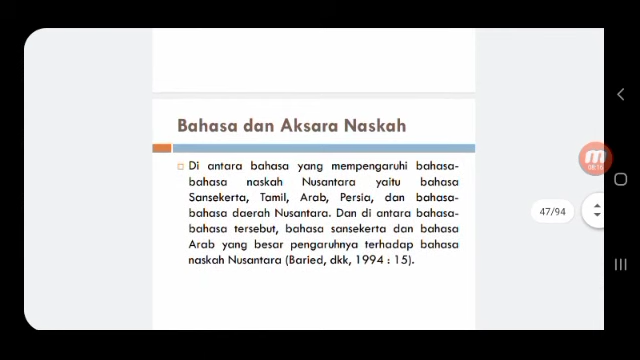 Bahasa dan Aksara Naskah
Di antara bahasa yang mempengaruhi bahasa-
bahasa naskah Nusantara yaitu bahasa
Sansekerta, Tamil, Arab, Persia, dan bahasa-
bahasa daerah Nusantara. Dan di antara bahasa-
bahasa tersebut, bahasa sansekerta dan bahasa
Arab yang besar pengaruhnya terhadap bahasa
naskah Nusantara (Baried, dkk, 1994 : 15).
47/94
08:16